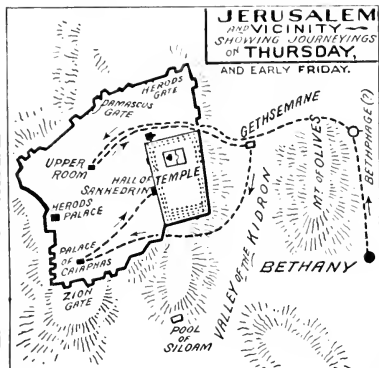 JERUSALEM
AND VICINITY
SHOWING JOURNEYINGS
ON THURSDAY,
AND EARLY FRIDAY.
HERODS
GATE
DAMASCUS
GATE
GETHSEMANE
BETHPHAGE(?)
UPPER
ROOM
HALL OF
SANHEDRIN
TEMPLE
MT OF OLIVES
HERODS
PALACE
PALACE
OF
CAIAPHAS
ZION
GATE
VALLEY OF THE KIDRON
BETHANY
POOL
OF
SILOAM